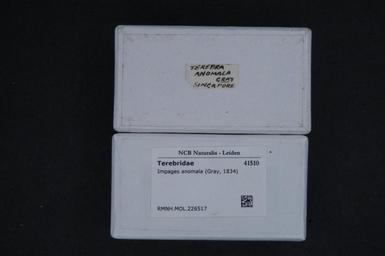 TEREBRA
ANOMALA
GRAY
SINGAPORE
NCB Naturalis - Leiden
Terebridae 41510
Impages anomala (Gray, 1834)
RMNH.MOL.226517